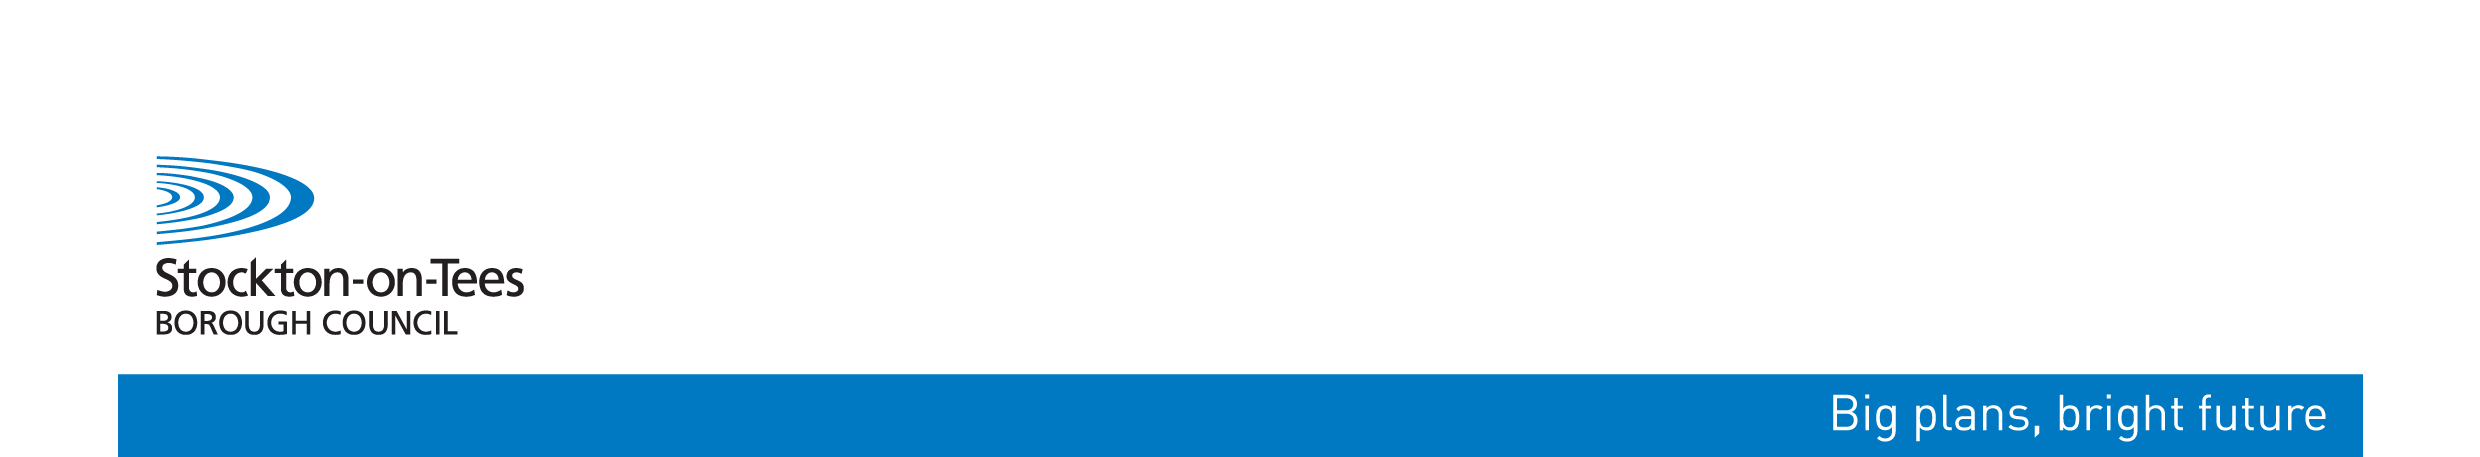 Stockton-on-Tees
BOROUGH COUNCIL
Big plans, bright future